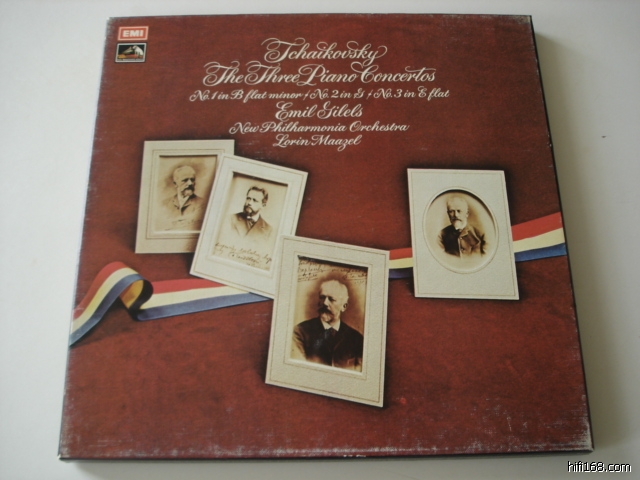 EMI
Tchaikovsky
The Three Piano Concertos
No.1 in B flat minor / No.2 in G / No.3 in E flat
Emil Gilels
New Philharmonia Orchestra
Lorin Maazel
hifi168.com